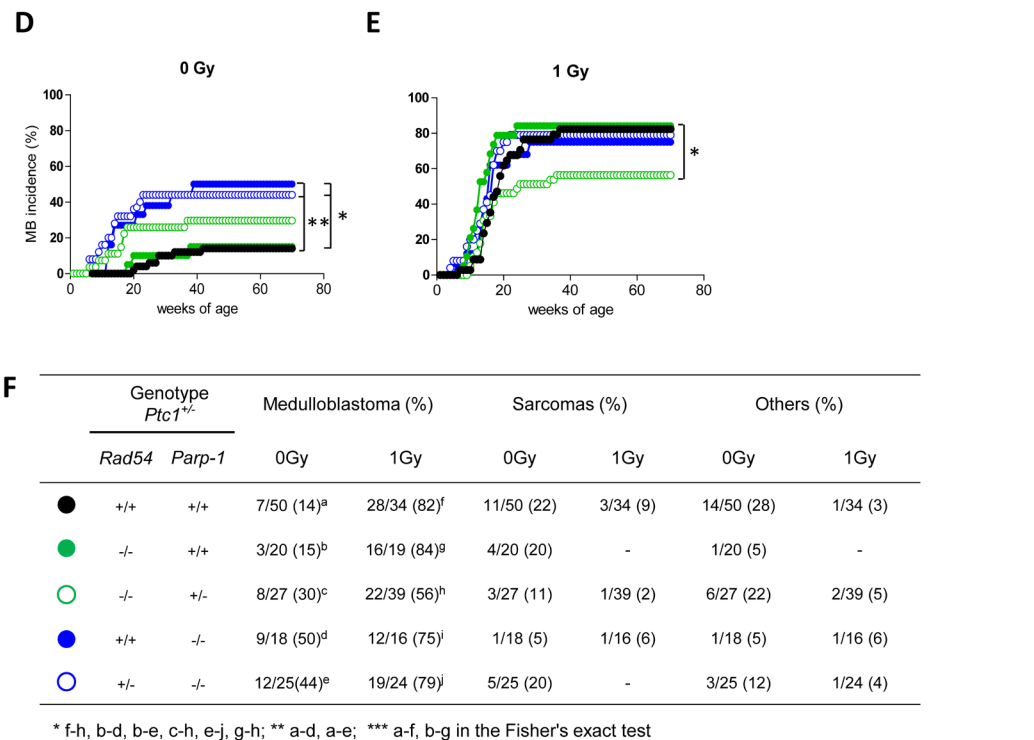 D
E
0 Gy
1 Gy
100
80
60
40
20
0
MB incidence (%)
0 20 40 60 80
weeks of age
**
*
100
80
60
40
20
0
0 20 40 60 80
weeks of age
*
F
Genotype
Ptc1+/-
Medulloblastoma (%) Sarcomas (%) Others (%)
Rad54 Parp-1 0Gy 1Gy 0Gy 1Gy 0Gy 1Gy
+/+ +/+ 7/50 (14)a 28/34 (82)f 11/50 (22) 3/34 (9) 14/50 (28) 1/34 (3)
-/- +/+ 3/20 (15)b 16/19 (84)g 4/20 (20) - 1/20 (5) -
-/- +/- 8/27 (30)c 22/39 (56)h 3/27 (11) 1/39 (2) 6/27 (22) 2/39 (5)
+/+ -/- 9/18 (50)d 12/16 (75)i 1/18 (5) 1/16 (6) 1/18 (5) 1/16 (6)
+/- -/- 12/25(44)e 19/24 (79)j 5/25 (20) - 3/25 (12) 1/24 (4)
* f-h, b-d, b-e, c-h, e-j, g-h; ** a-d, a-e; *** a-f, b-g in the Fisher's exact test